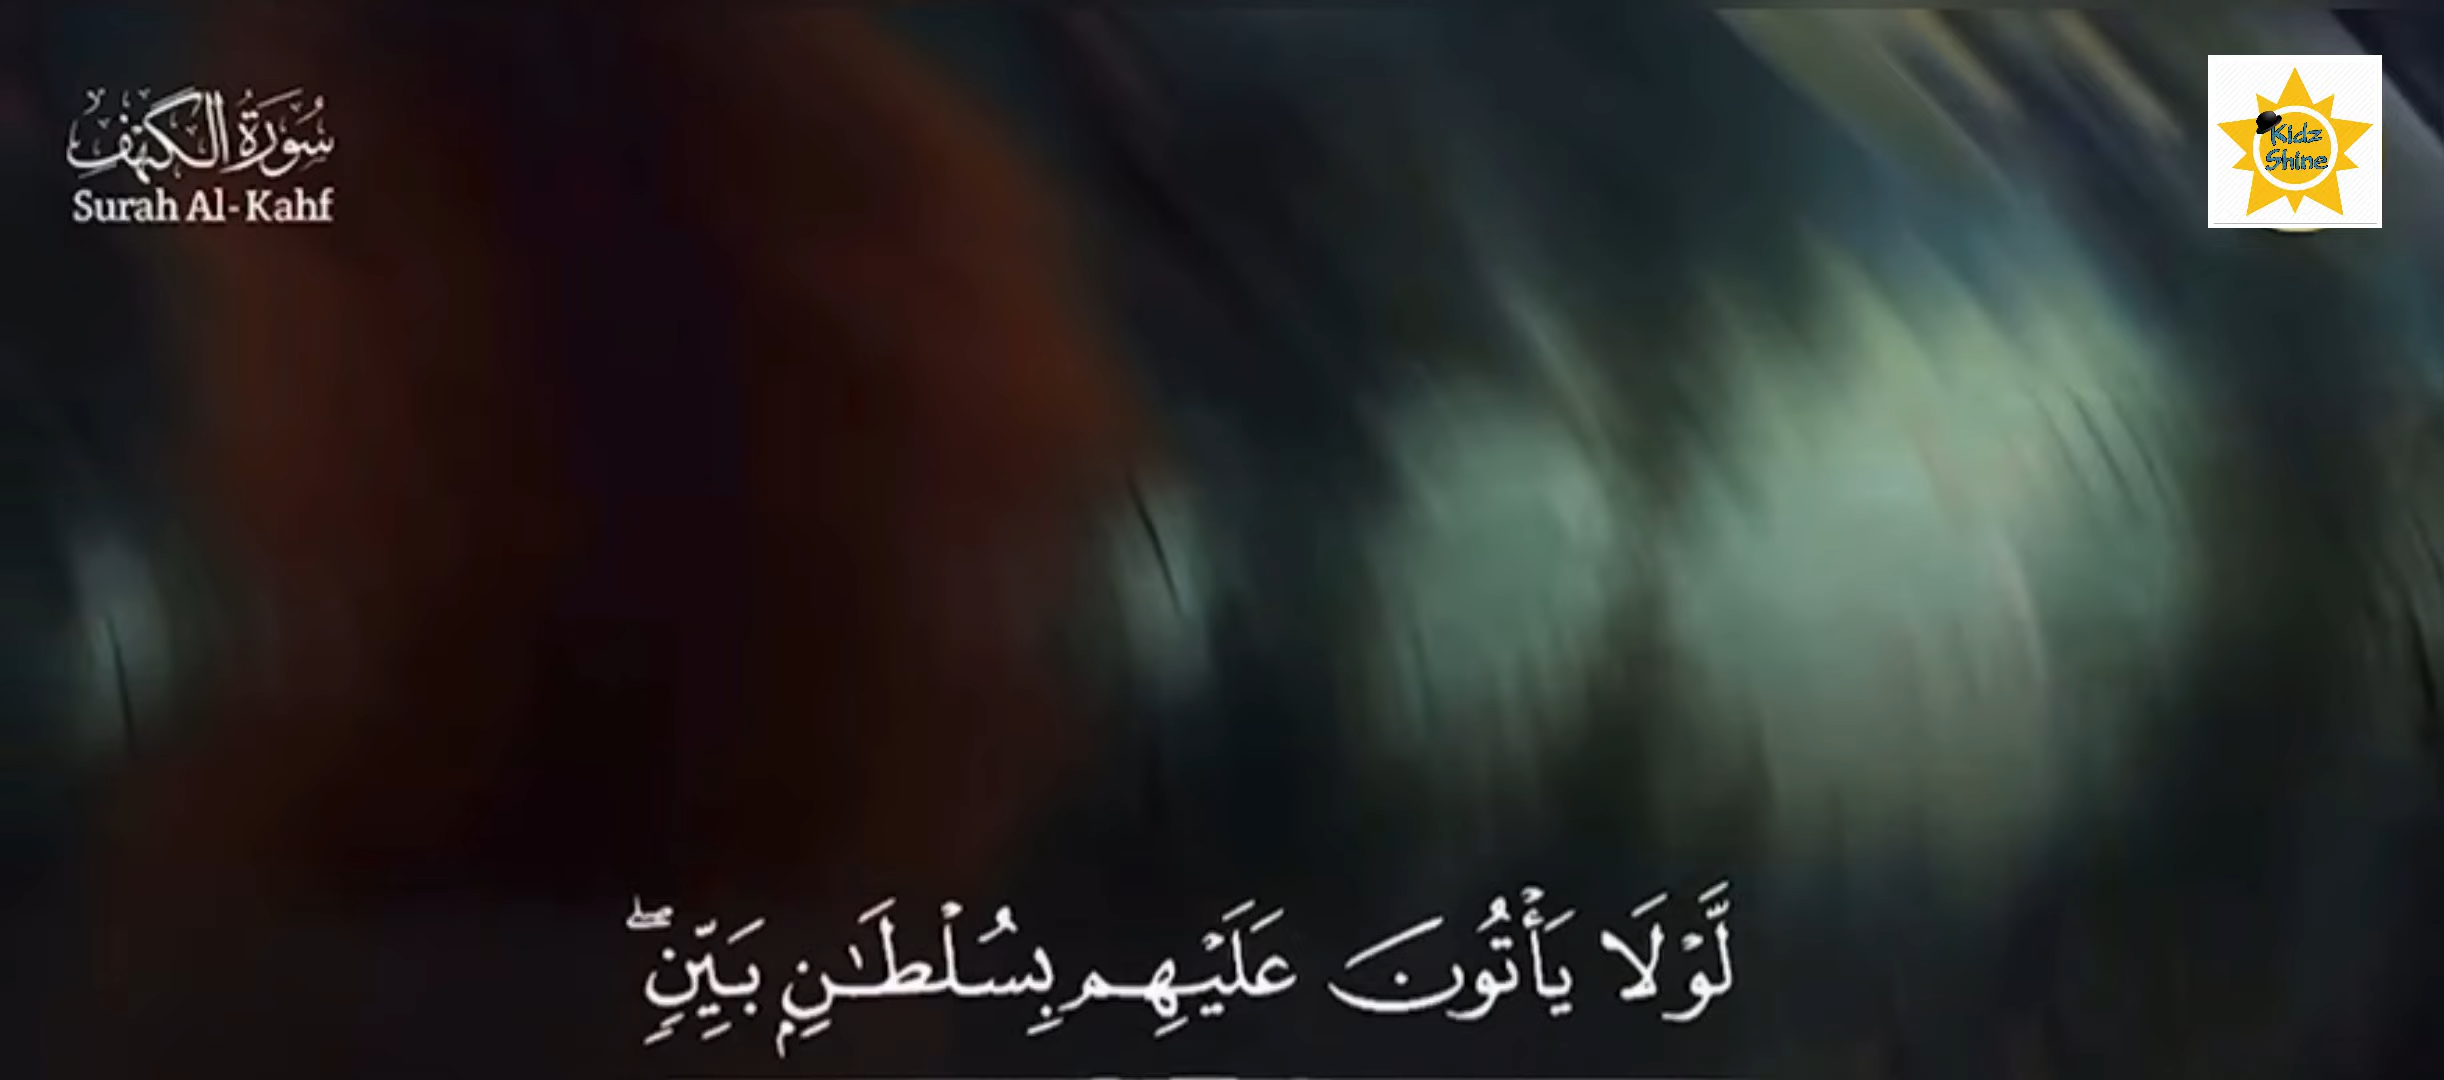 سُورَةُ الكَهْفِ
Surah Al-Kahf
Kidz
Shine
لَّوْلَا يَأْتُونَ عَلَيْهِم بِسُلْطَـٰنٍۭ بَيِّنٍ ۖ